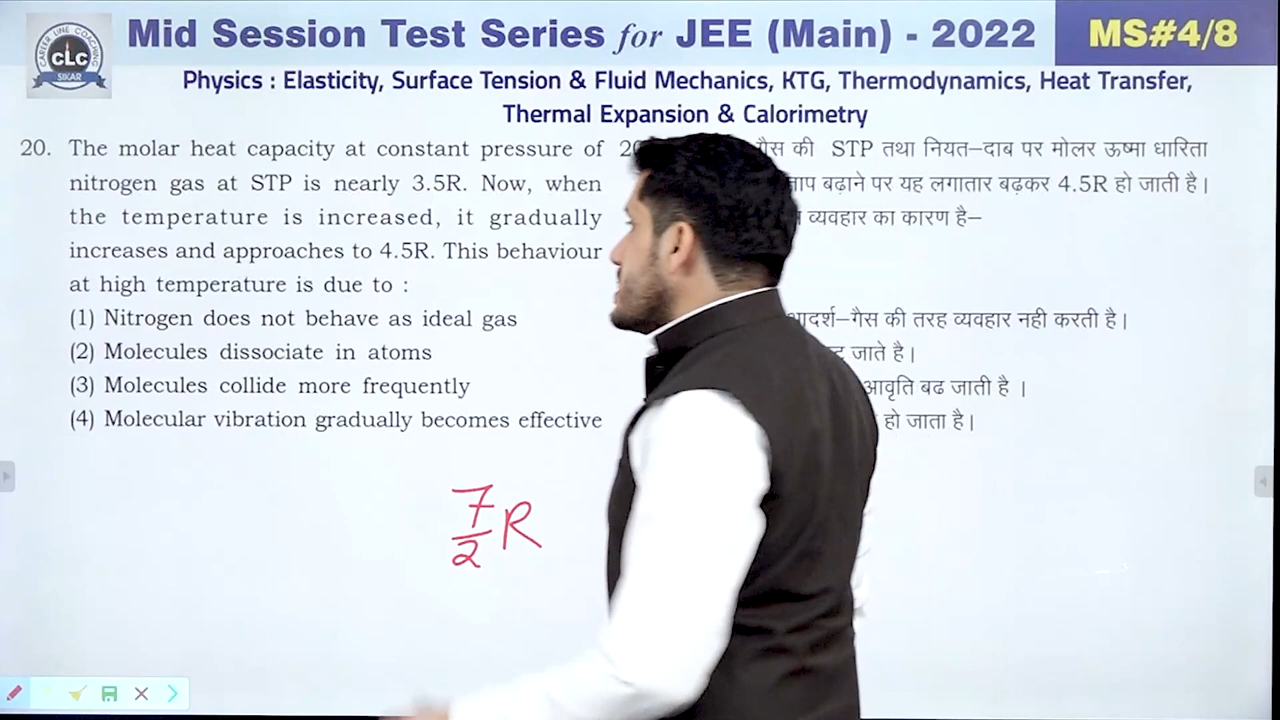 Mid Session Test Series for JEE (Main) - 2022
MS#4/8
CAREER LINE COACHING
CLC
SIKAR
Physics : Elasticity, Surface Tension & Fluid Mechanics, KTG, Thermodynamics, Heat Transfer,
Thermal Expansion & Calorimetry
20. The molar heat capacity at constant pressure of
nitrogen gas at STP is nearly 3.5R. Now, when
the temperature is increased, it gradually
increases and approaches to 4.5R. This behaviour
at high temperature is due to :
(1) Nitrogen does not behave as ideal gas
(2) Molecules dissociate in atoms
(3) Molecules collide more frequently
(4) Molecular vibration gradually becomes effective
गैस की STP तथा नियत–दाब पर मोलर ऊष्मा धारिता
बढ़ाने पर यह लगातार बढ़कर 4.5R हो जाती है।
व्यवहार का कारण है–
आदर्श–गैस की तरह व्यवहार नही करती है।
जाते है।
आवृति बढ जाती है ।
हो जाता है।
7/2 R